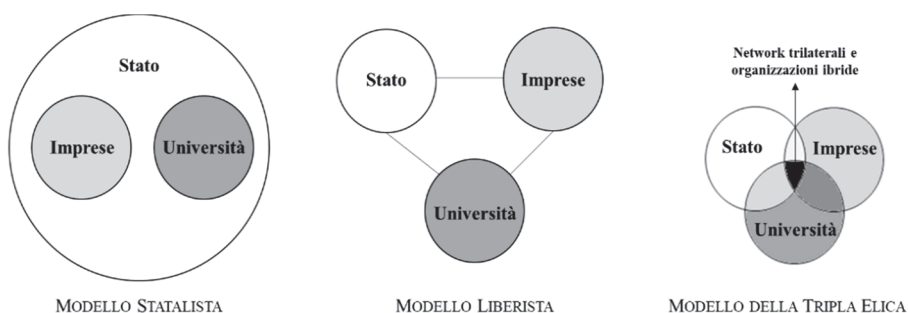 Stato
Imprese
Università
MODELLO STATALISTA
Stato
Imprese
Università
MODELLO LIBERISTA
Network trilaterali e
organizzazioni ibride
Stato
Imprese
Università
MODELLO DELLA TRIPLA ELICA